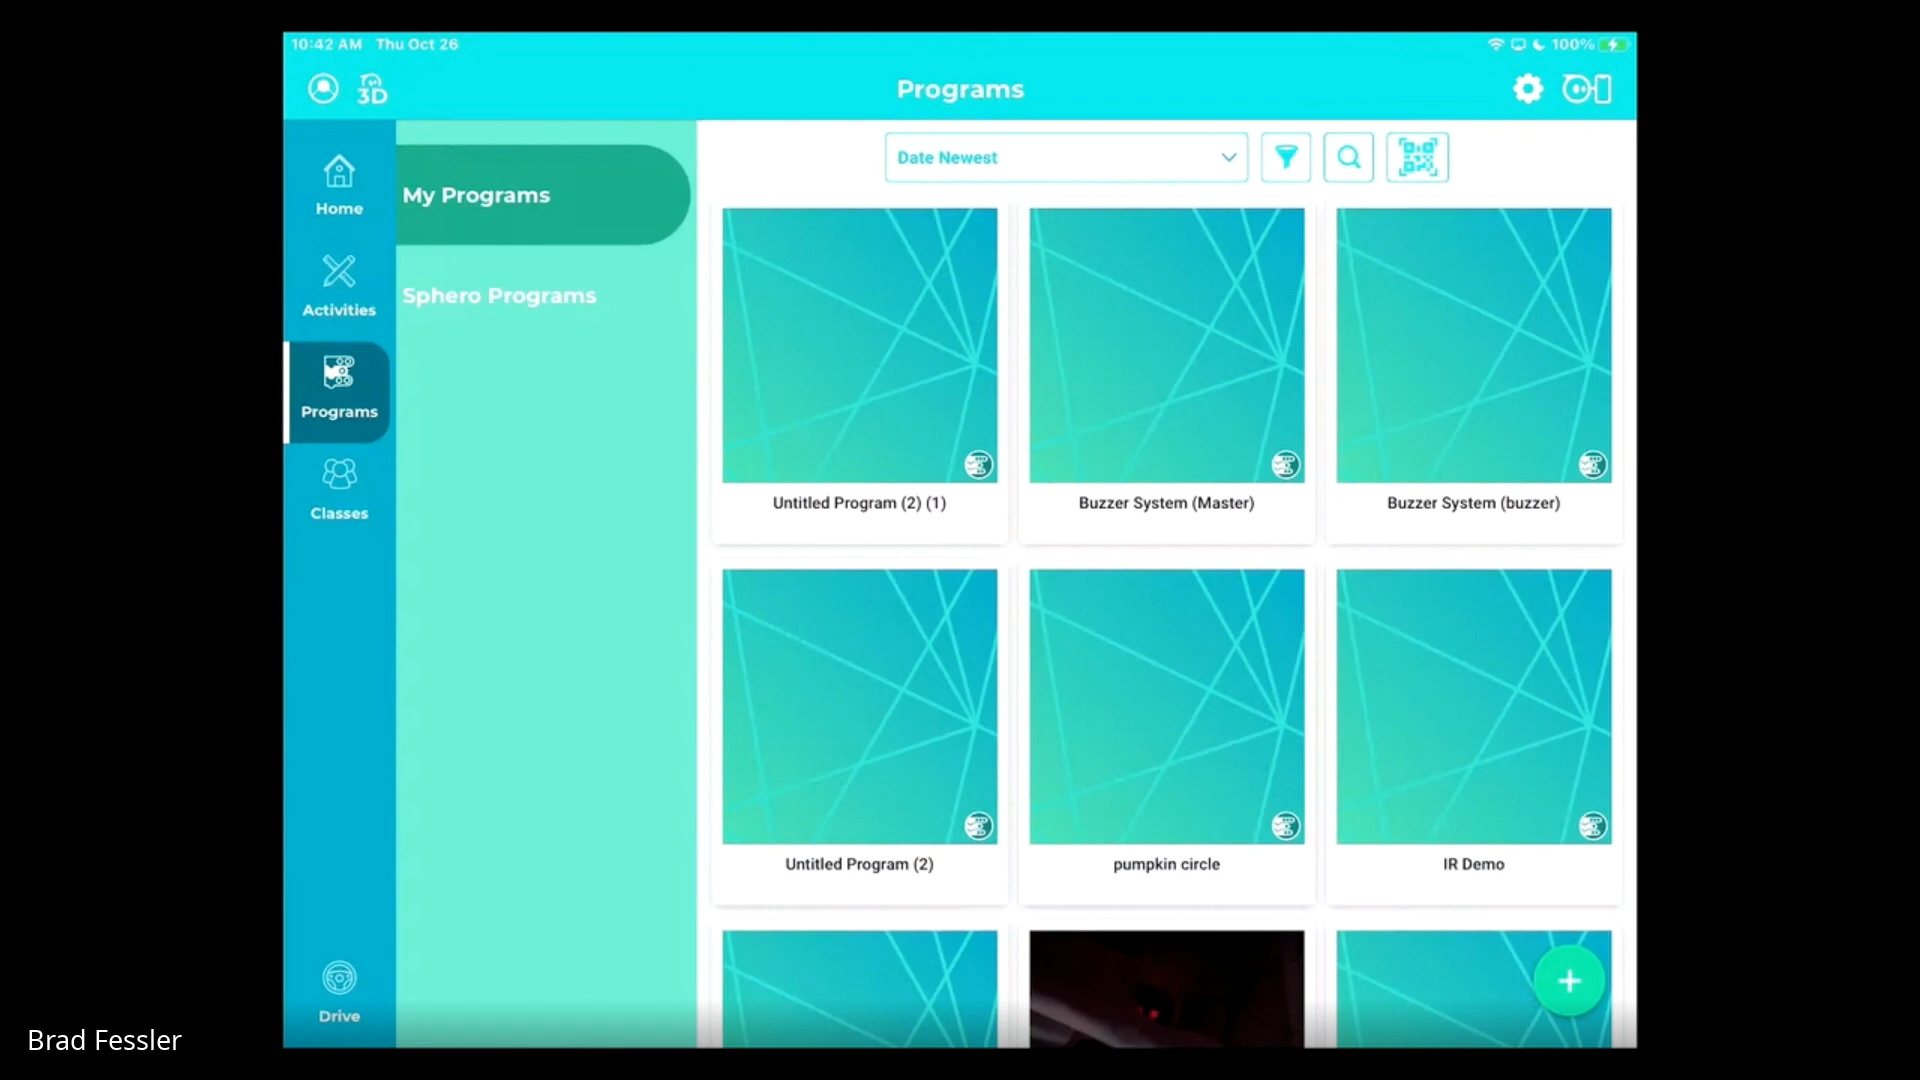 10:42 AM Thu Oct 26
100%
3D
Programs
Home
Activities
Programs
Classes
Drive
My Programs
Sphero Programs
Date Newest
Untitled Program (2) (1)
Buzzer System (Master)
Buzzer System (buzzer)
Untitled Program (2)
pumpkin circle
IR Demo
Brad Fessler